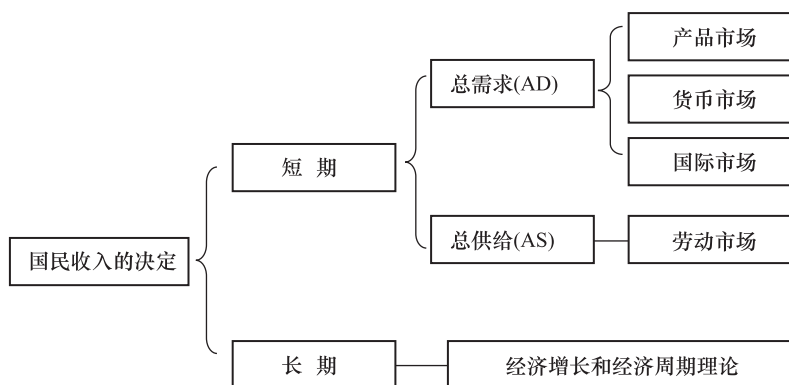 产品市场
总需求(AD)
货币市场
短 期
国际市场
总供给(AS)
劳动市场
国民收入的决定
长 期
经济增长和经济周期理论